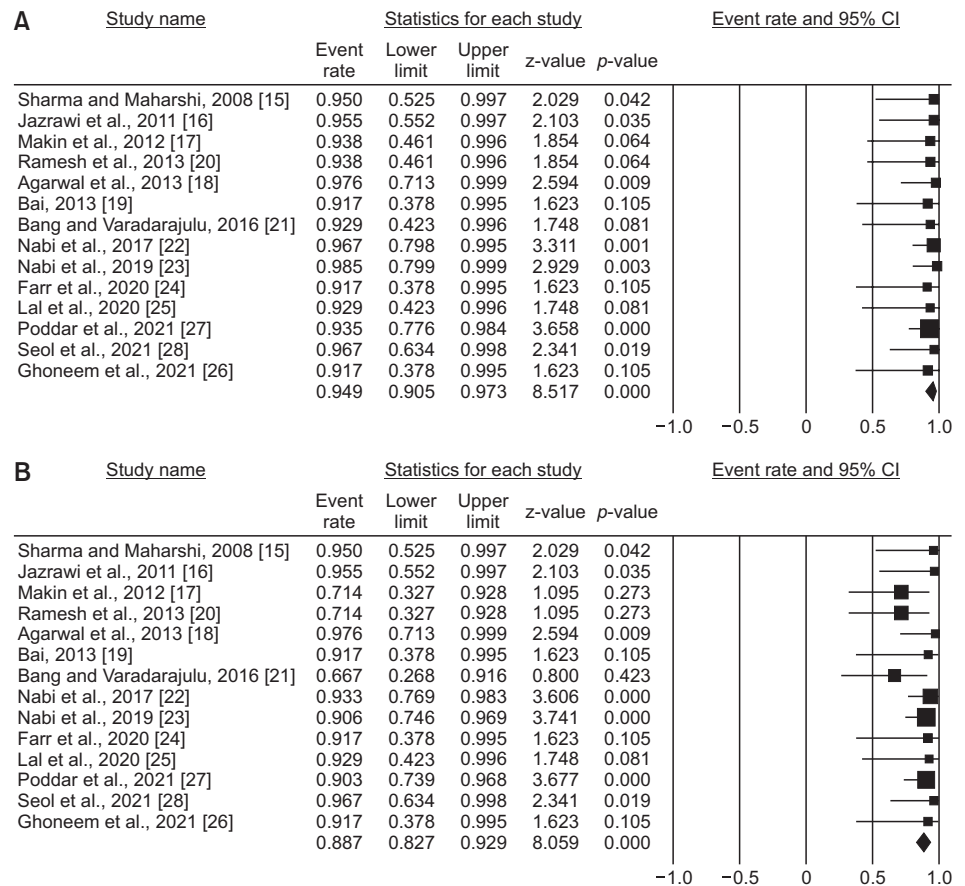 A Study name Statistics for each study Event rate and 95% CI
Event rate Lower limit Upper limit z-value p-value
Sharma and Maharshi, 2008 [15] 0.950 0.525 0.997 2.029 0.042
Jazrawi et al., 2011 [16] 0.955 0.552 0.997 2.103 0.035
Makin et al., 2012 [17] 0.938 0.461 0.996 1.854 0.064
Ramesh et al., 2013 [20] 0.938 0.461 0.996 1.854 0.064
Agarwal et al., 2013 [18] 0.976 0.713 0.999 2.594 0.009
Bai, 2013 [19] 0.917 0.378 0.995 1.623 0.105
Bang and Varadarajulu, 2016 [21] 0.929 0.423 0.996 1.748 0.081
Nabi et al., 2017 [22] 0.967 0.798 0.995 3.311 0.001
Nabi et al., 2019 [23] 0.985 0.799 0.999 2.929 0.003
Farr et al., 2020 [24] 0.917 0.378 0.995 1.623 0.105
Lal et al., 2020 [25] 0.929 0.423 0.996 1.748 0.081
Poddar et al., 2021 [27] 0.935 0.776 0.984 3.658 0.000
Seol et al., 2021 [28] 0.967 0.634 0.998 2.341 0.019
Ghoneem et al., 2021 [26] 0.917 0.378 0.995 1.623 0.105
0.949 0.905 0.973 8.517 0.000
−1.0 −0.5 0 0.5 1.0
B Study name Statistics for each study Event rate and 95% CI
Event rate Lower limit Upper limit z-value p-value
Sharma and Maharshi, 2008 [15] 0.950 0.525 0.997 2.029 0.042
Jazrawi et al., 2011 [16] 0.955 0.552 0.997 2.103 0.035
Makin et al., 2012 [17] 0.714 0.327 0.928 1.095 0.273
Ramesh et al., 2013 [20] 0.714 0.327 0.928 1.095 0.273
Agarwal et al., 2013 [18] 0.976 0.713 0.999 2.594 0.009
Bai, 2013 [19] 0.917 0.378 0.995 1.623 0.105
Bang and Varadarajulu, 2016 [21] 0.667 0.268 0.916 0.800 0.423
Nabi et al., 2017 [22] 0.933 0.769 0.983 3.606 0.000
Nabi et al., 2019 [23] 0.906 0.746 0.969 3.741 0.000
Farr et al., 2020 [24] 0.917 0.378 0.995 1.623 0.105
Lal et al., 2020 [25] 0.929 0.423 0.996 1.748 0.081
Poddar et al., 2021 [27] 0.903 0.739 0.968 3.677 0.000
Seol et al., 2021 [28] 0.967 0.634 0.998 2.341 0.019
Ghoneem et al., 2021 [26] 0.917 0.378 0.995 1.623 0.105
0.887 0.827 0.929 8.059 0.000
−1.0 −0.5 0 0.5 1.0